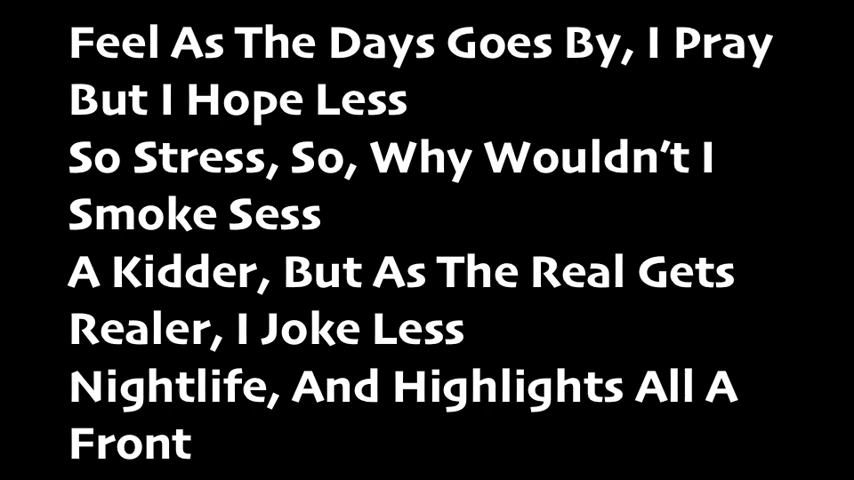 Feel As The Days Goes By, I Pray
But I Hope Less
So Stress, So, Why Wouldn't I
Smoke Sess
A Kidder, But As The Real Gets
Realer, I Joke Less
Nightlife, And Highlights All A
Front